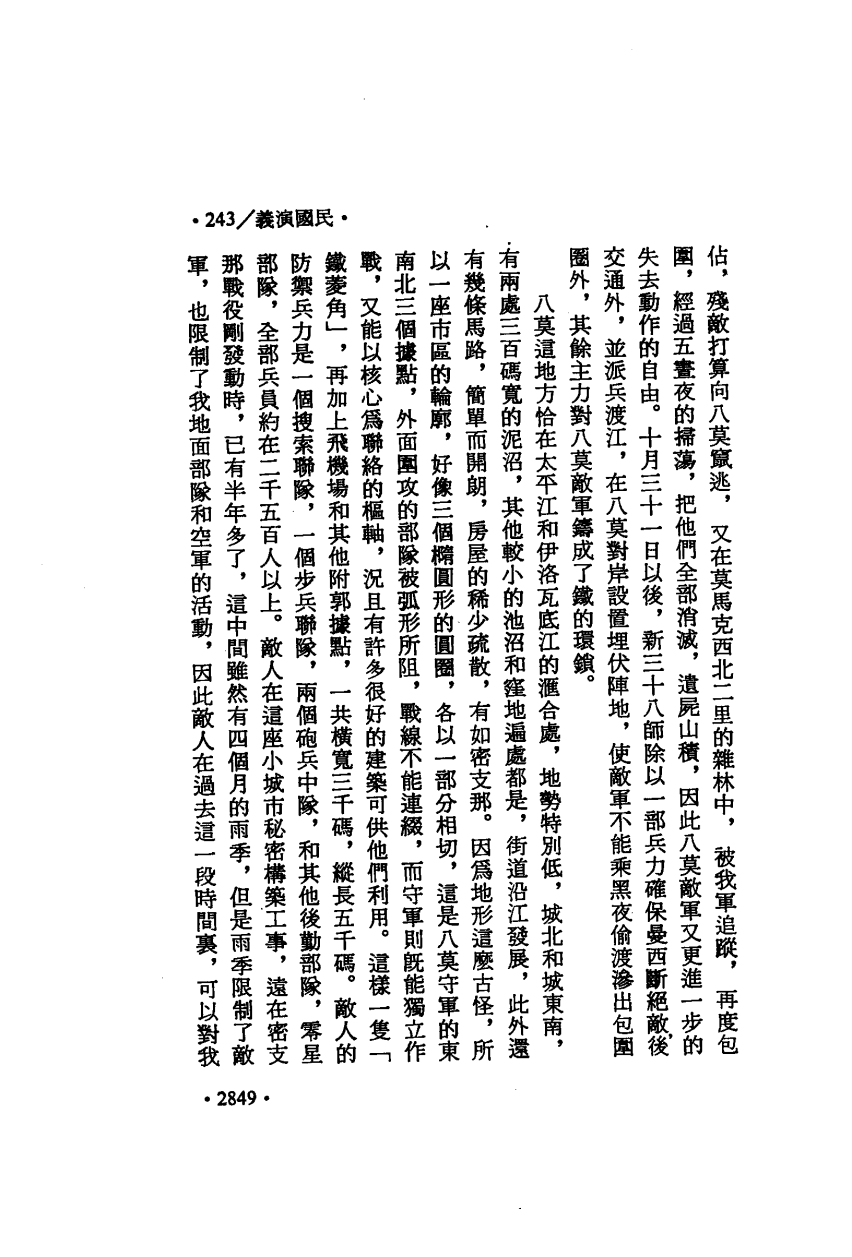 •243/義演國民•
佔，殘敵打算向八莫竄逃，又在莫馬克西北二里的雜林中，被我軍追蹤，再度包
圍，經過五晝夜的掃蕩，把他們全部消滅，遺屍山積，因此八莫敵軍又更進一步的
失去動作的自由。十月三十一日以後，新三十八師除以一部兵力確保曼西斷絕敵後
交通外，並派兵渡江，在八莫對岸設置埋伏陣地，使敵軍不能乘黑夜偷渡滲出包圍
圈外，其餘主力對八莫敵軍鑄成了鐵的環鎖。
八莫這地方恰在太平江和伊洛瓦底江的滙合處，地勢特別低，城北和城東南，
有兩處三百碼寬的泥沼，其他較小的池沼和窪地遍處都是，街道沿江發展，此外還
有幾條馬路，簡單而開朗，房屋的稀少疏散，有如密支那。因爲地形這麼古怪，所
以一座市區的輪廓，好像三個橢圓形的圓圈，各以一部分相切，這是八莫守軍的東
南北三個據點，外面圍攻的部隊被弧形所阻，戰線不能連綴，而守軍則旣能獨立作
戰，又能以核心爲聯絡的樞軸，況且有許多很好的建築可供他們利用。這樣一隻「
鐵菱角」，再加上飛機場和其他附郭據點，一共橫寬三千碼，縱長五千碼。敵人的
防禦兵力是一個搜索聯隊，一個步兵聯隊，兩個砲兵中隊，和其他後勤部隊，零星
部隊，全部兵員約在二千五百人以上。敵人在這座小城市秘密構築工事，遠在密支
那戰役剛發動時，已有半年多了，這中間雖然有四個月的雨季，但是雨季限制了敵
軍，也限制了我地面部隊和空軍的活動，因此敵人在過去這一段時間裏，可以對我
•2849•